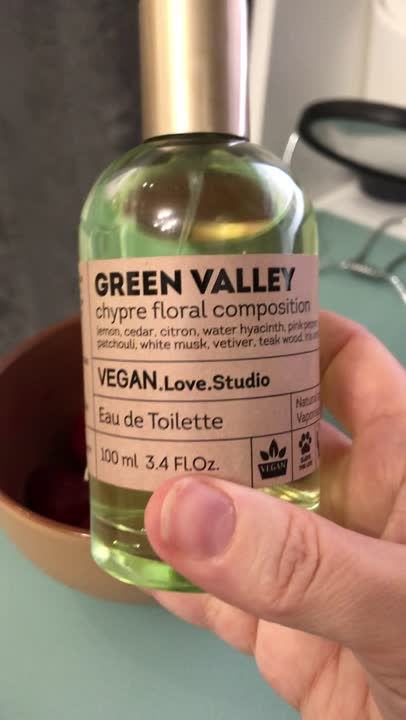 GREEN VALLEY
chypre floral composition
lemon, cedar, citron, water hyacinth, pink
patchouli, white musk, vetiver, teak wood,
VEGAN.Love.Studio
Eau de Toilette
Natural
100 ml 3.4 Fl.Oz.
VEGAN